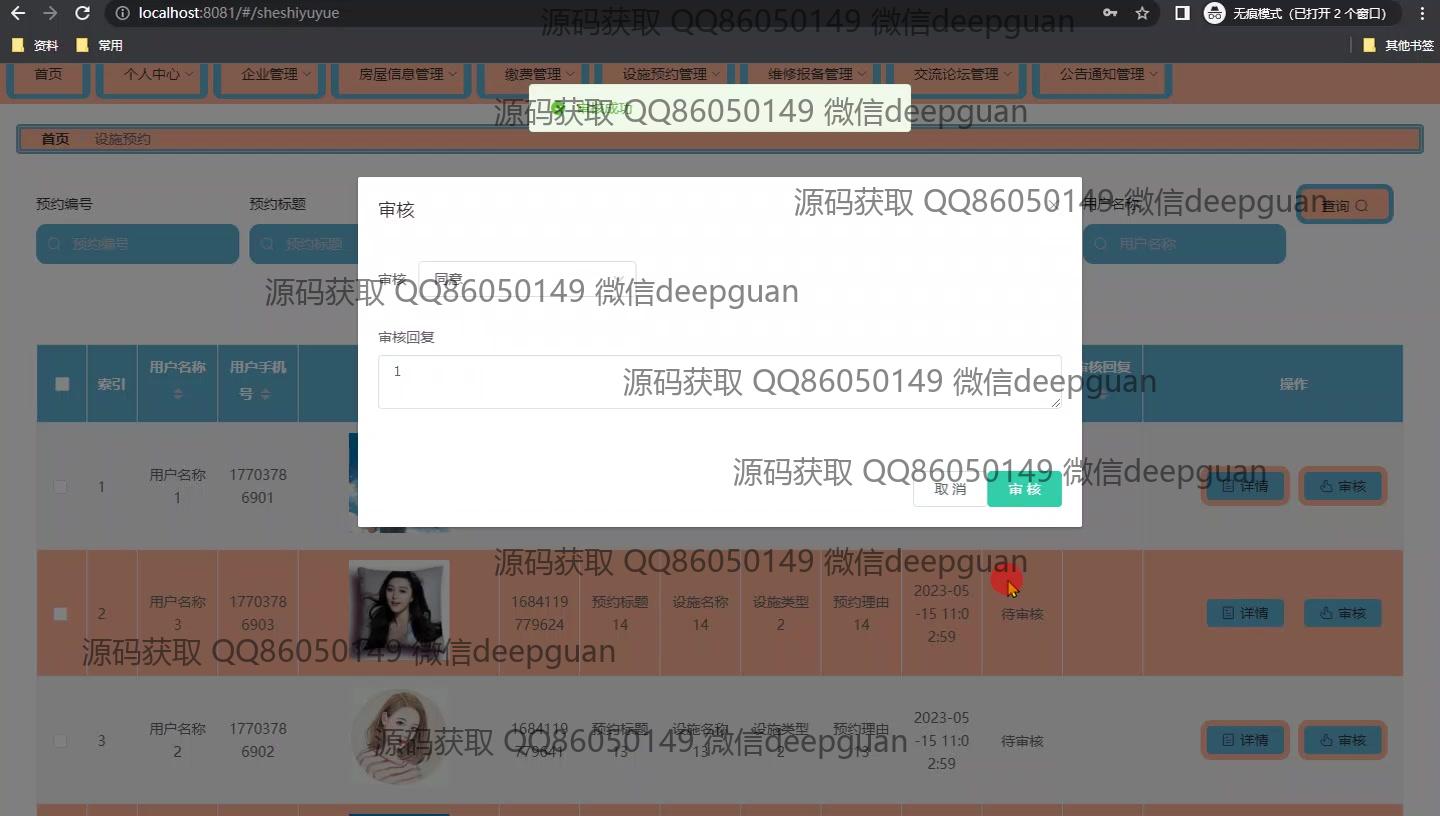 localhost:8081/#/sheshiyuyue
无痕模式（已打开 2 个窗口）
资料 常用 其他书签
首页 个人中心 企业管理 房屋信息管理 缴费管理 设施预约管理 维修报备管理 交流论坛管理 公告通知管理
审核成功
首页 设施预约
预约编号 预约标题 用户名称
预约编号 预约标题 用户名称 查询
审核
审核 同意
审核回复
1
取 消 审 核
索引 用户名称 用户手机号 审核回复 操作
1 用户名称1 17703786901 详情 审核
2 用户名称3 17703786903 1684119779624 预约标题14 设施名称14 设施类型2 预约理由14 2023-05-15 11:02:59 待审核 详情 审核
3 用户名称2 17703786902 1684119779641 预约标题13 设施名称13 设施类型2 预约理由13 2023-05-15 11:02:59 待审核 详情 审核
源码获取 QQ86050149 微信deepguan
源码获取 QQ86050149 微信deepguan
源码获取 QQ86050149 微信deepguan
源码获取 QQ86050149 微信deepguan
源码获取 QQ86050149 微信deepguan
源码获取 QQ86050149 微信deepguan
源码获取 QQ86050149 微信deepguan
源码获取 QQ86050149 微信deepguan
源码获取 QQ86050149 微信deepguan